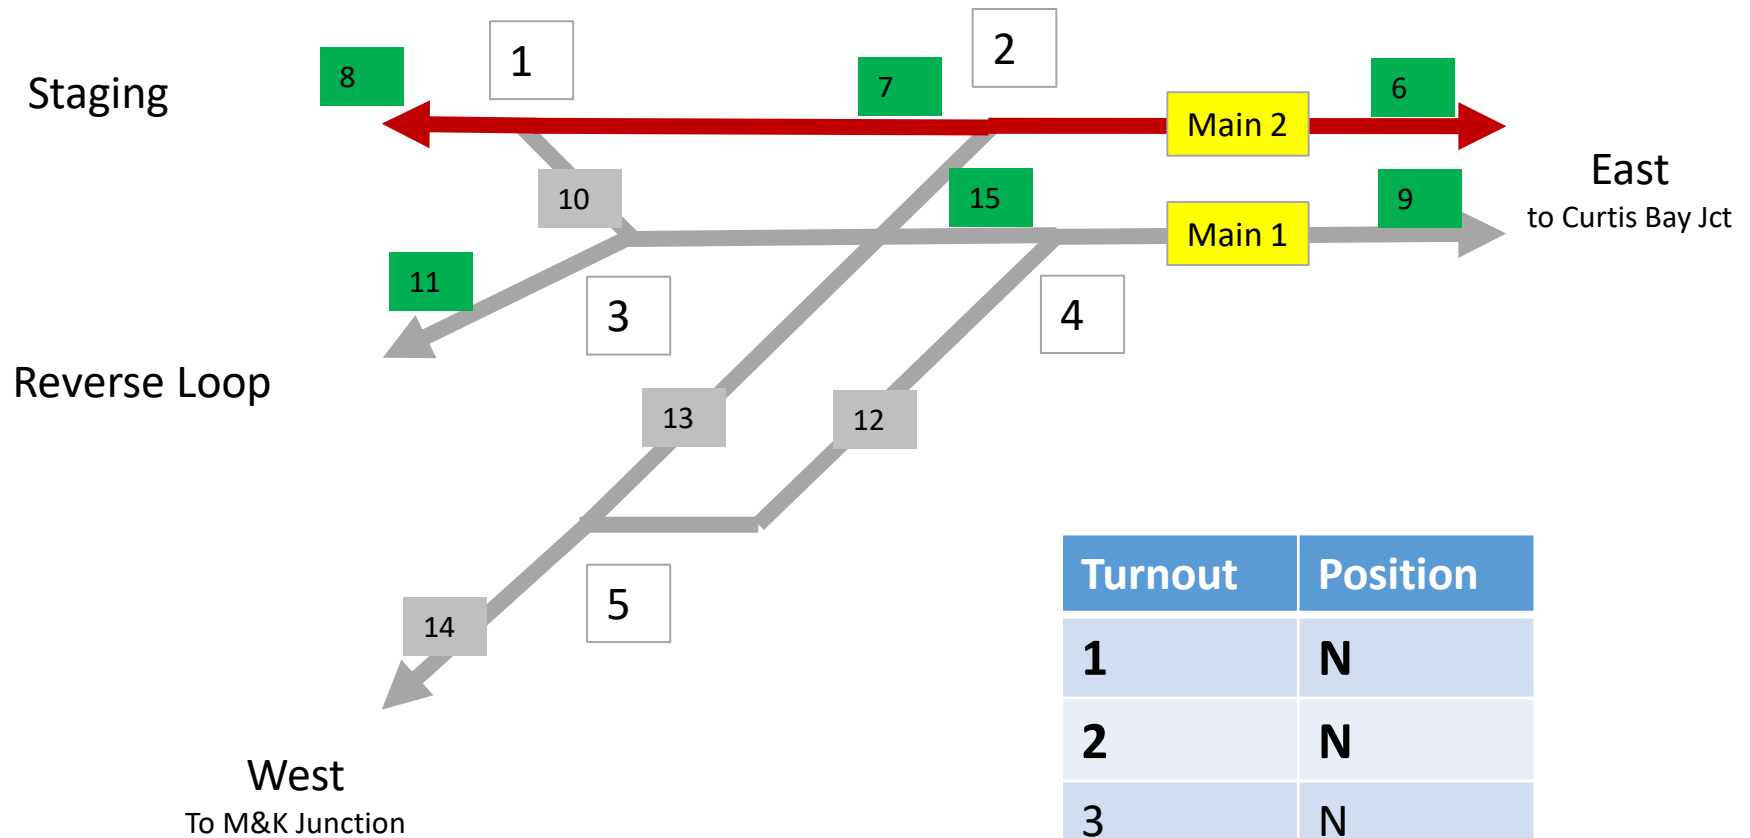 1
2
8
7
6
Staging
Main 2
East
to Curtis Bay Jct
10
15
9
Main 1
11
3
4
Reverse Loop
13
12
5
14
Turnout Position
1 N
2 N
3 N
West
To M&K Junction